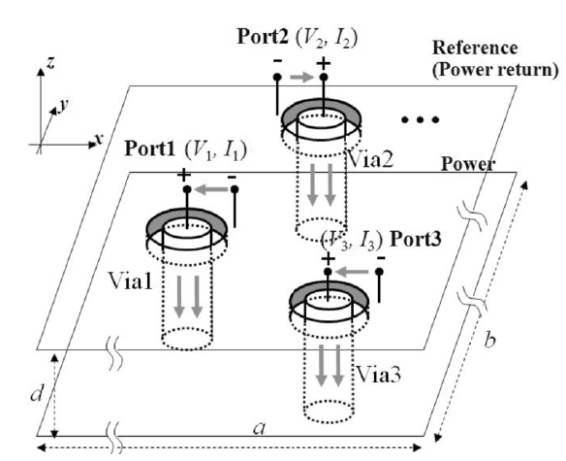 Port2 (V₂, I₂)
Reference
(Power return)
- +
z
y
x
Port1 (V₁, I₁)
+ -
•••
Via2
Power
(V₃, I₃) Port3
+ -
Via1
Via3
b
d
a